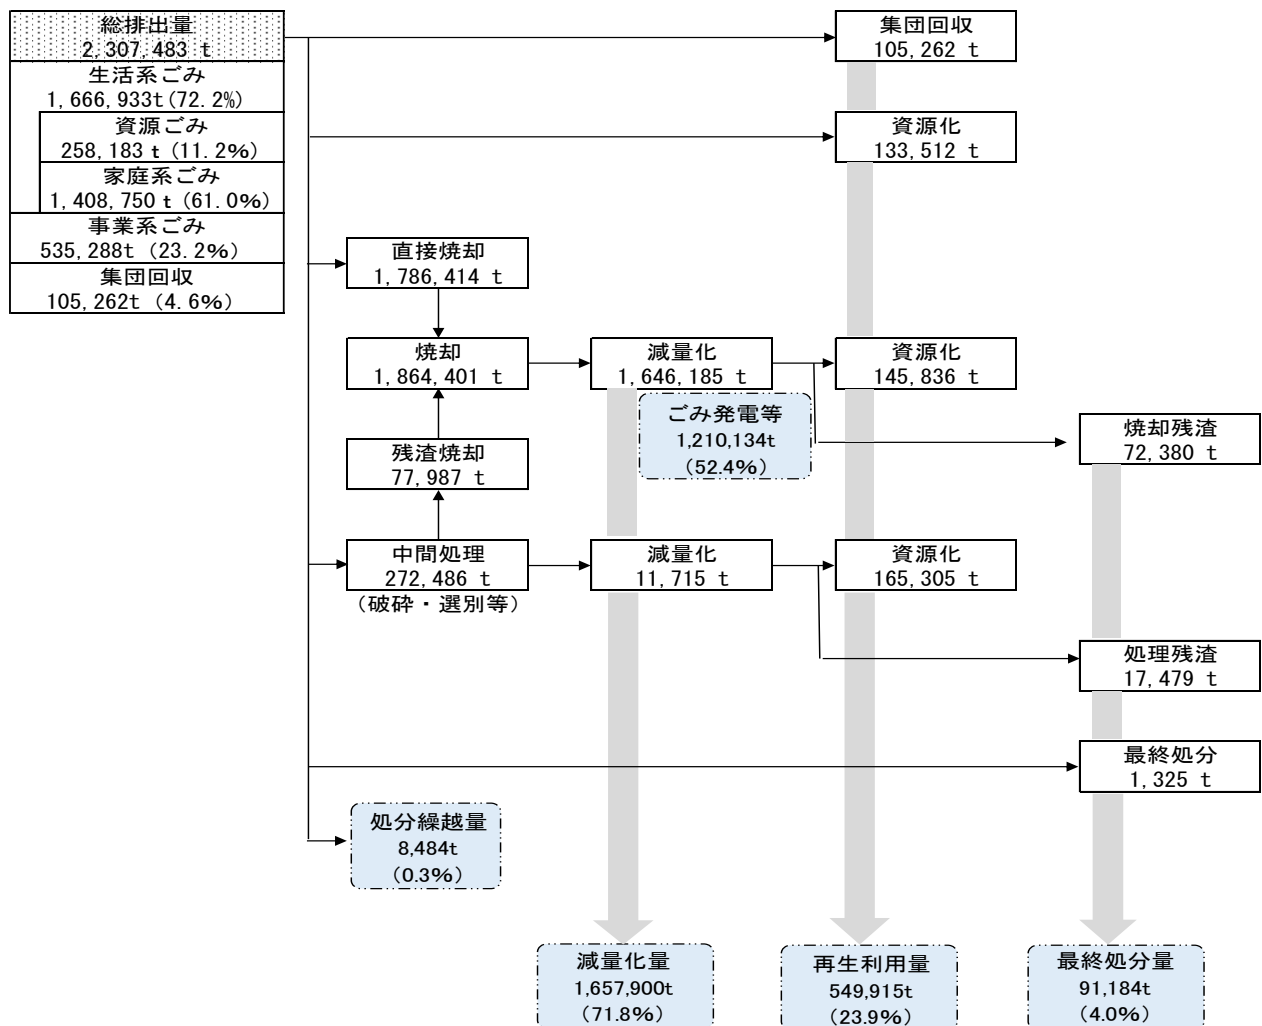 総排出量
2,307,483 t
生活系ごみ
1,666,933t(72.2%)
資源ごみ
258,183 t (11.2%)
家庭系ごみ
1,408,750 t (61.0%)
事業系ごみ
535,288t (23.2%)
集団回収
105,262t (4.6%)
集団回収
105,262 t
資源化
133,512 t
直接焼却
1,786,414 t
焼却
1,864,401 t
減量化
1,646,185 t
資源化
145,836 t
ごみ発電等
1,210,134t
(52.4%)
焼却残渣
72,380 t
残渣焼却
77,987 t
中間処理
272,486 t
(破砕・選別等)
減量化
11,715 t
資源化
165,305 t
処理残渣
17,479 t
最終処分
1,325 t
処分繰越量
8,484t
(0.3%)
減量化量
1,657,900t
(71.8%)
再生利用量
549,915t
(23.9%)
最終処分量
91,184t
(4.0%)